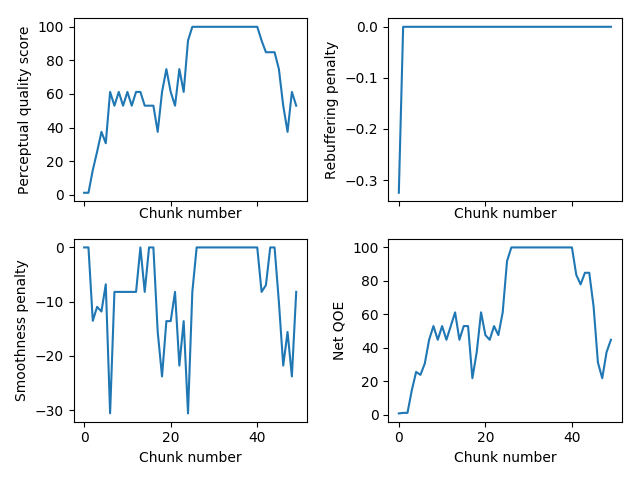 Perceptual quality score
100
80
60
40
20
0
Chunk number
Rebuffering penalty
0.0
−0.1
−0.2
−0.3
Chunk number
Smoothness penalty
0
−10
−20
−30
0 20 40
Chunk number
Net QOE
100
80
60
40
20
0
0 20 40
Chunk number